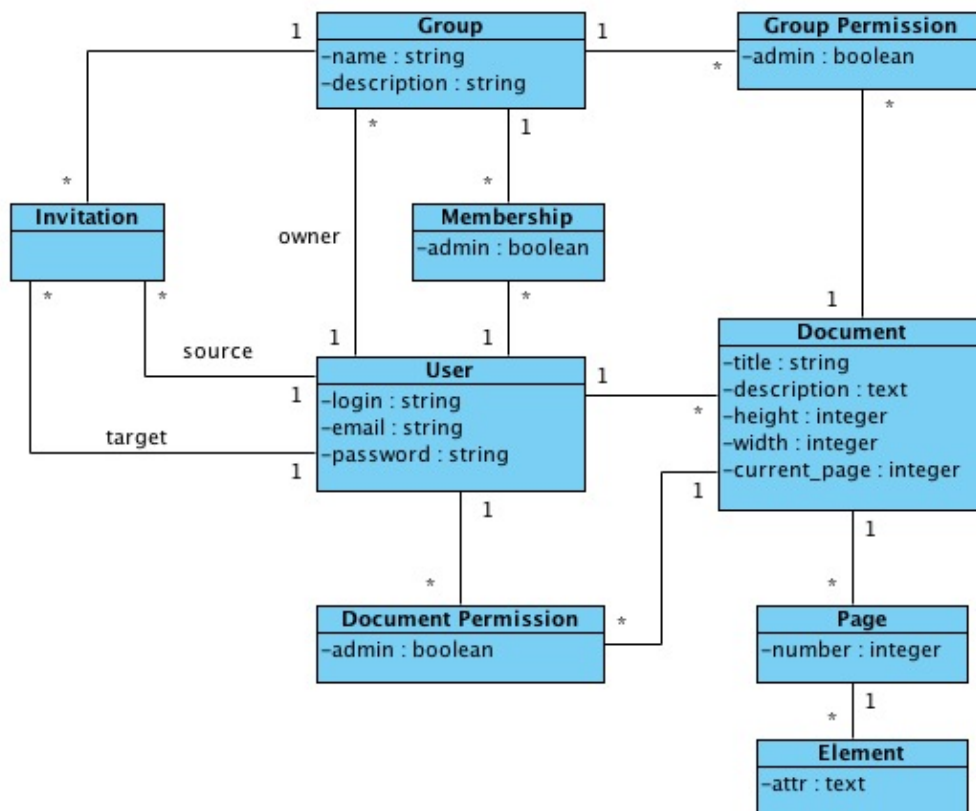 Group
-name : string
-description : string
Group Permission
-admin : boolean
1
1
*
*
1
*
*
*
Invitation
Membership
-admin : boolean
owner
*
*
*
1
1
1
source
1
target
1
User
-login : string
-email : string
-password : string
1
*
Document
-title : string
-description : text
-height : integer
-width : integer
-current_page : integer
1
1
1
*
*
*
Document Permission
-admin : boolean
Page
-number : integer
1
*
Element
-attr : text